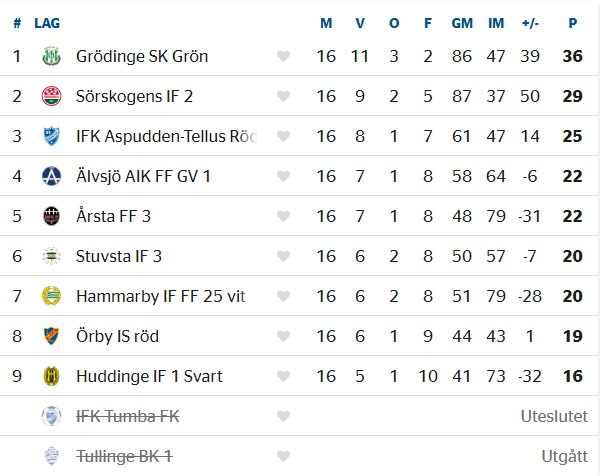 # LAG M V O F GM IM +/- P
1 Grödinge SK Grön 16 11 3 2 86 47 39 36
2 Sörskogens IF 2 16 9 2 5 87 37 50 29
3 IFK Aspudden-Tellus Röd 16 8 1 7 61 47 14 25
4 Älvsjö AIK FF GV 1 16 7 1 8 58 64 -6 22
5 Årsta FF 3 16 7 1 8 48 79 -31 22
6 Stuvsta IF 3 16 6 2 8 50 57 -7 20
7 Hammarby IF FF 25 vit 16 6 2 8 51 79 -28 20
8 Örby IS röd 16 6 1 9 44 43 1 19
9 Huddinge IF 1 Svart 16 5 1 10 41 73 -32 16
IFK Tumba FK Uteslutet
Tullinge BK 1 Utgått